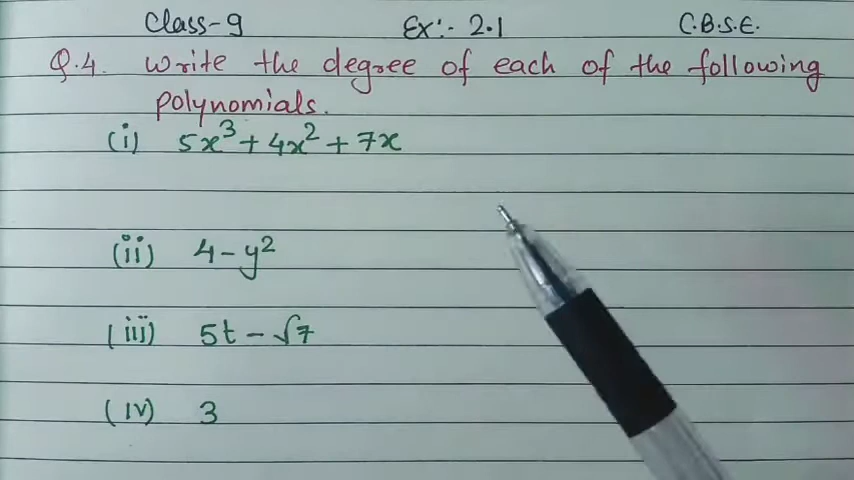 Class-9 Ex:- 2.1 C.B.S.E.
Q.4. Write the degree of each of the following
polynomials.
(i) 5x³ + 4x² + 7x
(ii) 4 - y²
(iii) 5t - √7
(iv) 3